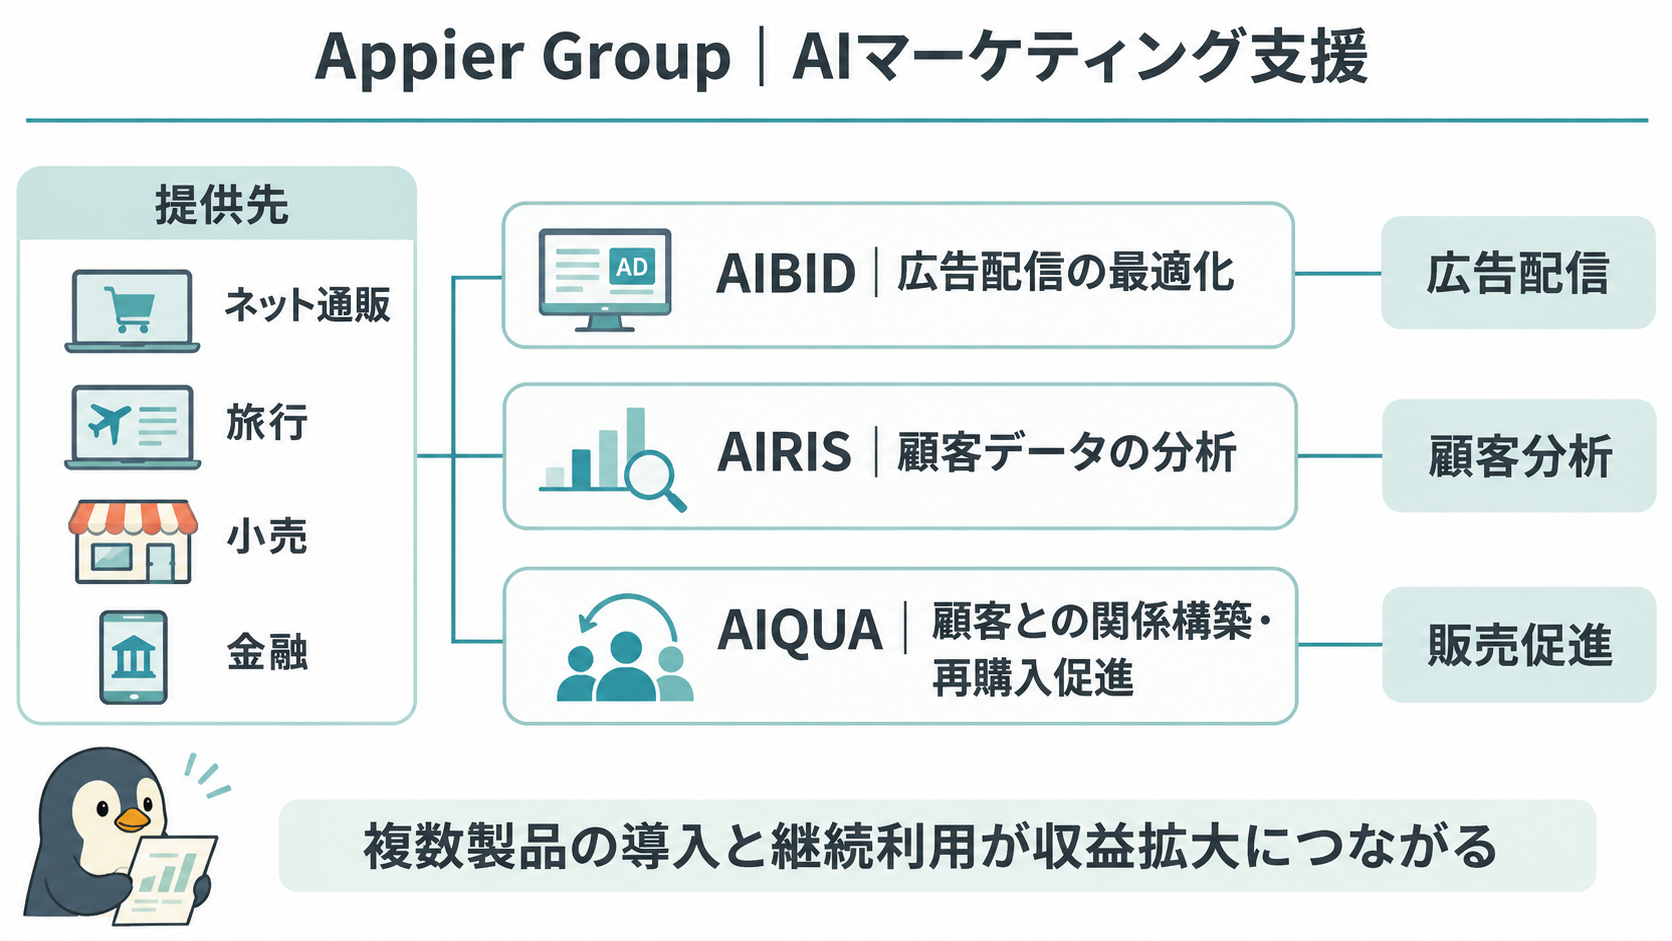 Appier Group｜AIマーケティング支援
提供先
ネット通販
旅行
小売
金融
AD
AIBID｜広告配信の最適化
広告配信
AIRIS｜顧客データの分析
顧客分析
AIQUA｜顧客との関係構築・
再購入促進
販売促進
複数製品の導入と継続利用が収益拡大につながる